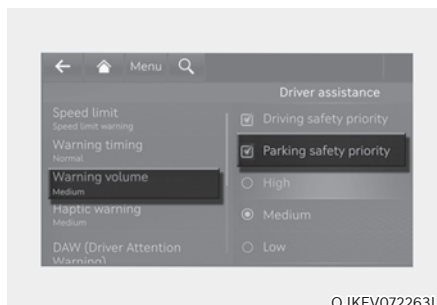 Menu
Driver assistance
Speed limit
Speed limit warning
Warning timing
Normal
Warning volume
Medium
Haptic warning
Medium
DAW (Driver Attention
Warning)
Driving safety priority
Parking safety priority
High
Medium
Low
OJKEV072263L